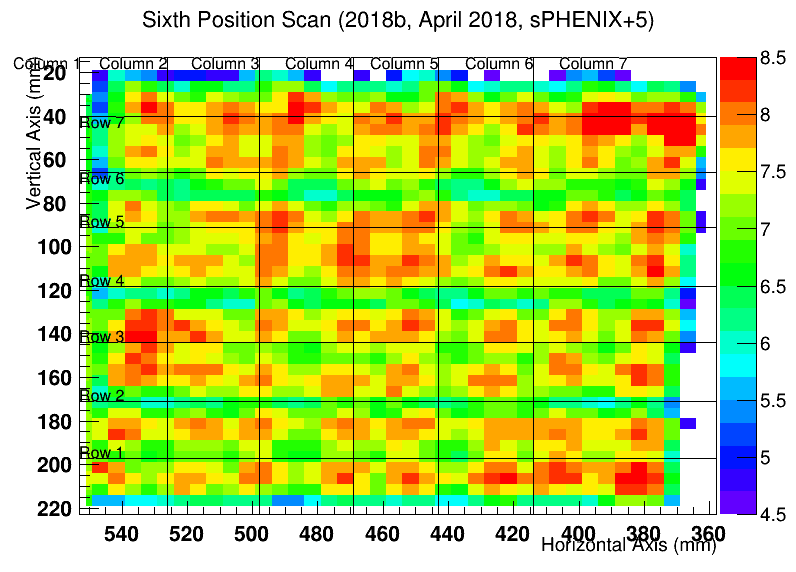 Sixth Position Scan (2018b, April 2018, sPHENIX+5)
Column 1 Column 2 Column 3 Column 4 Column 5 Column 6 Column 7
Vertical Axis (mm)
20
40
60
80
100
120
140
160
180
200
220
Row 7
Row 6
Row 5
Row 4
Row 3
Row 2
Row 1
540 520 500 480 460 440 420 400 380 360
Horizontal Axis (mm)
8.5
8
7.5
7
6.5
6
5.5
5
4.5